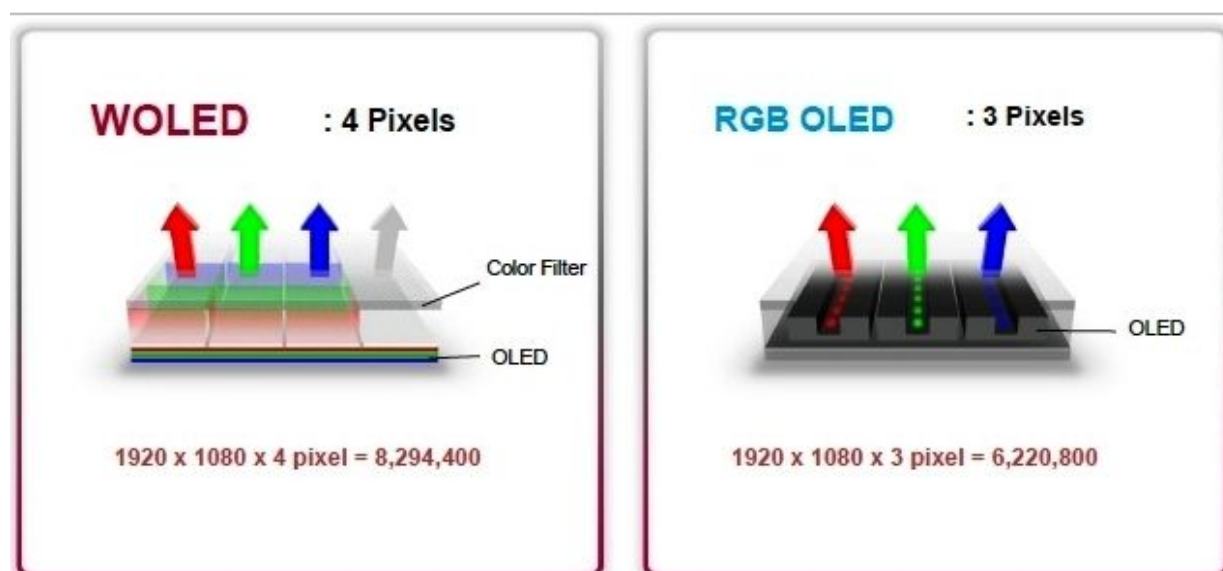 WOLED : 4 Pixels
Color Filter
OLED
1920 x 1080 x 4 pixel = 8,294,400
RGB OLED : 3 Pixels
OLED
1920 x 1080 x 3 pixel = 6,220,800